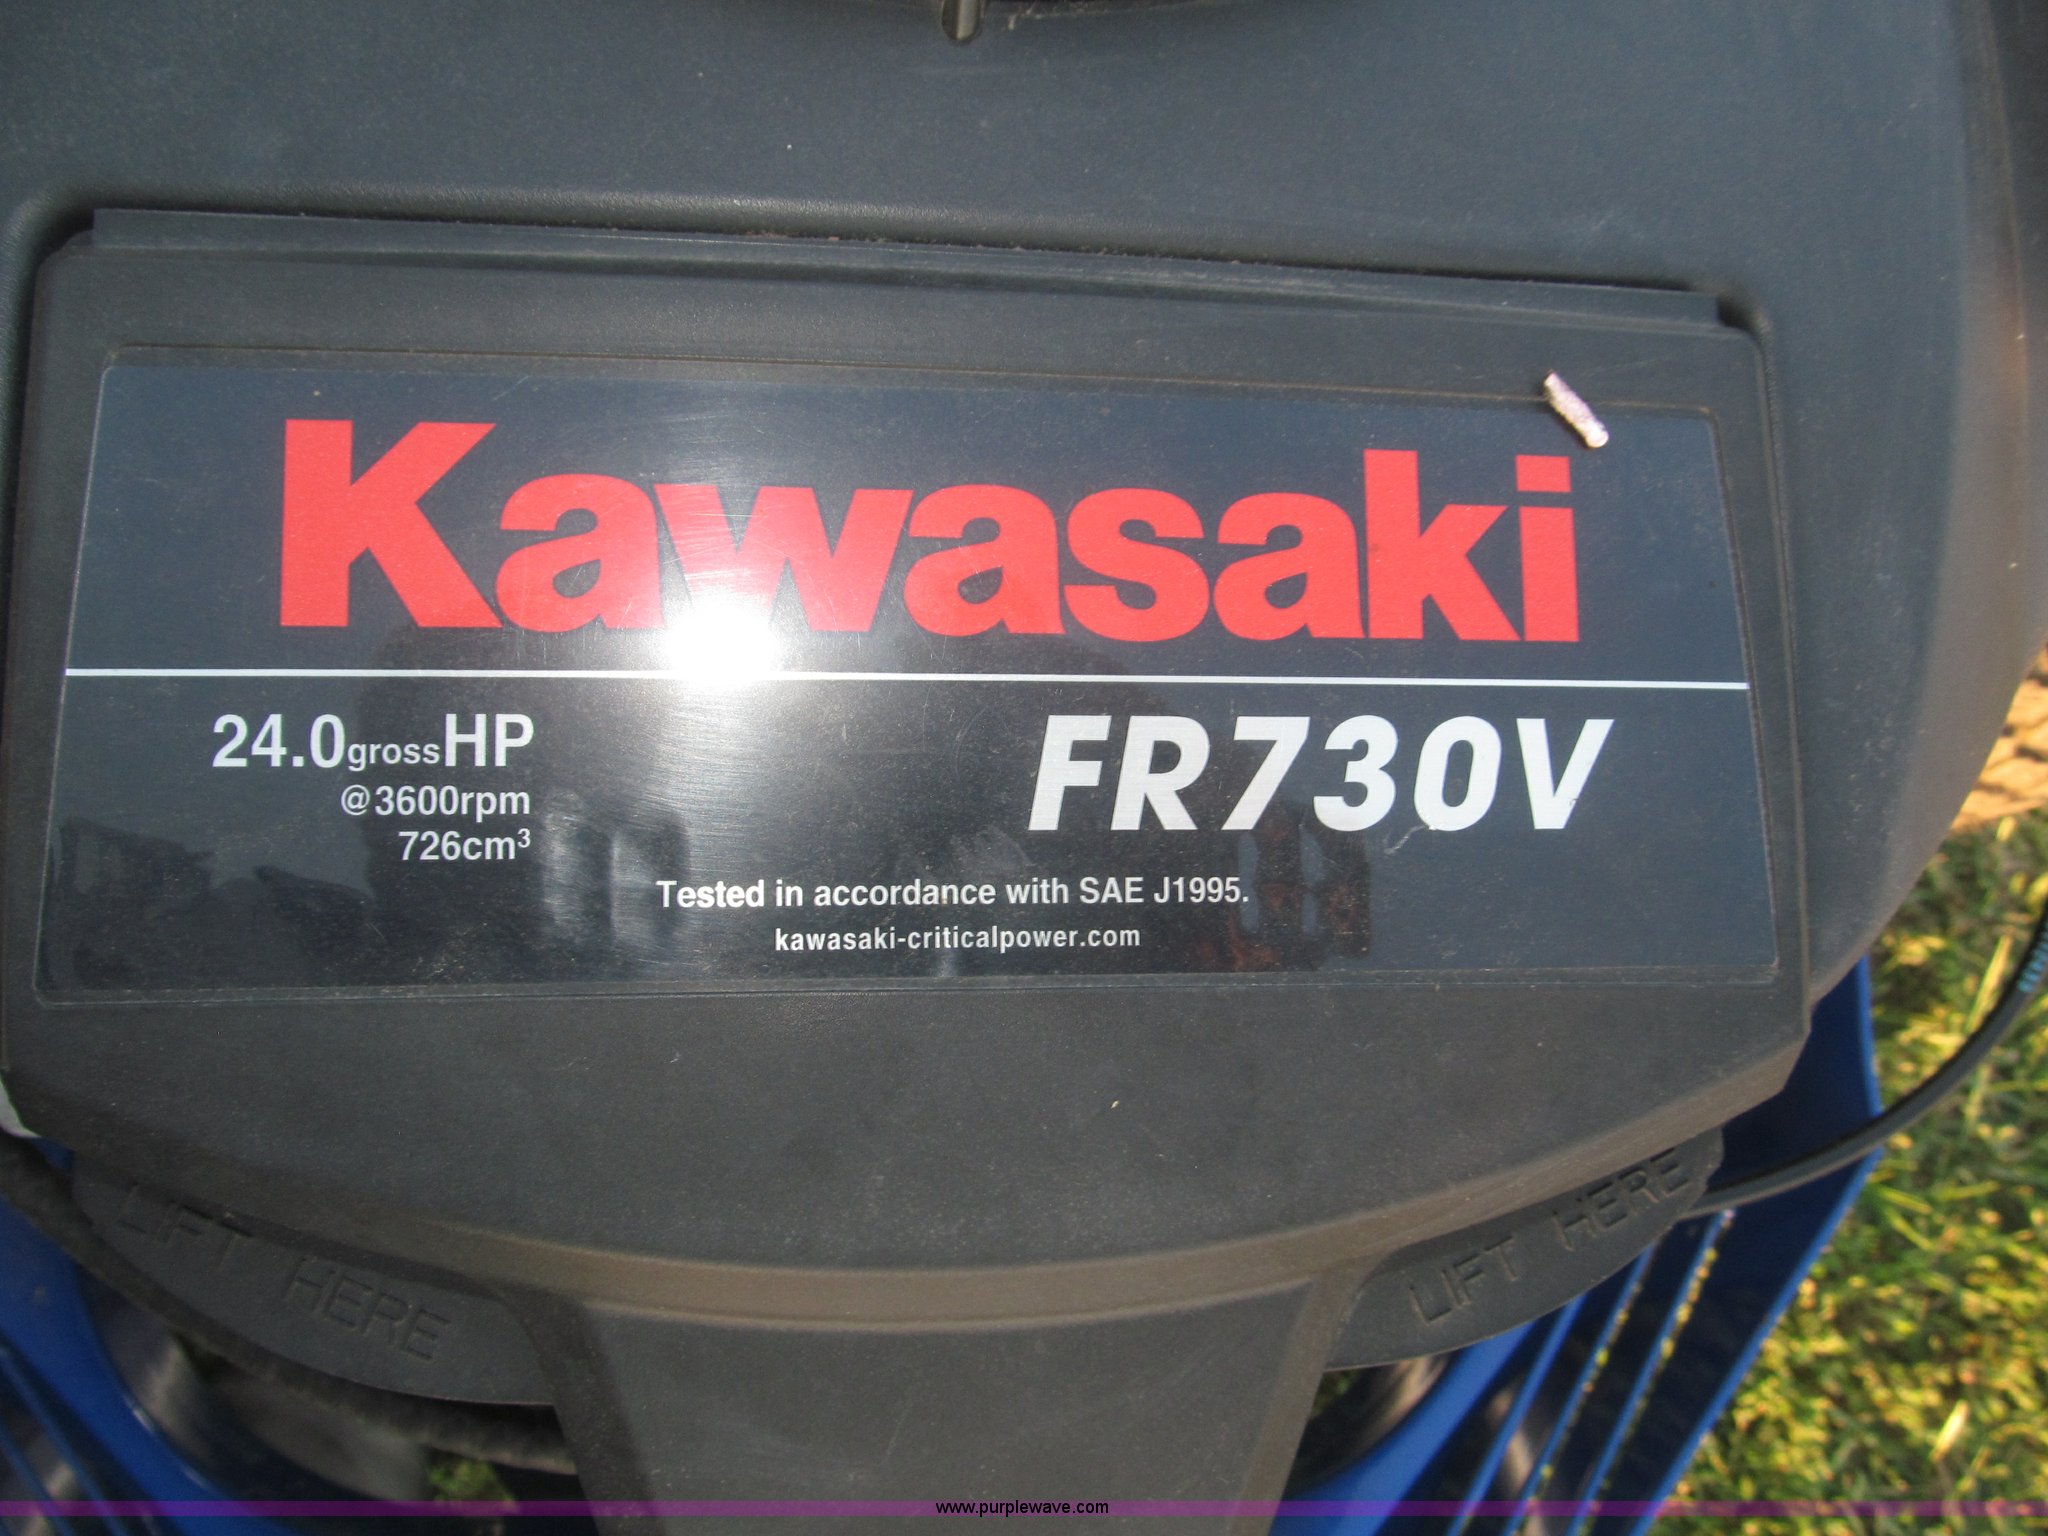 Kawasaki
24.0grossHP
@3600rpm
726cm³
FR730V
Tested in accordance with SAE J1995.
kawasaki-criticalpower.com
LIFT HERE
LIFT HERE
www.purplewave.com